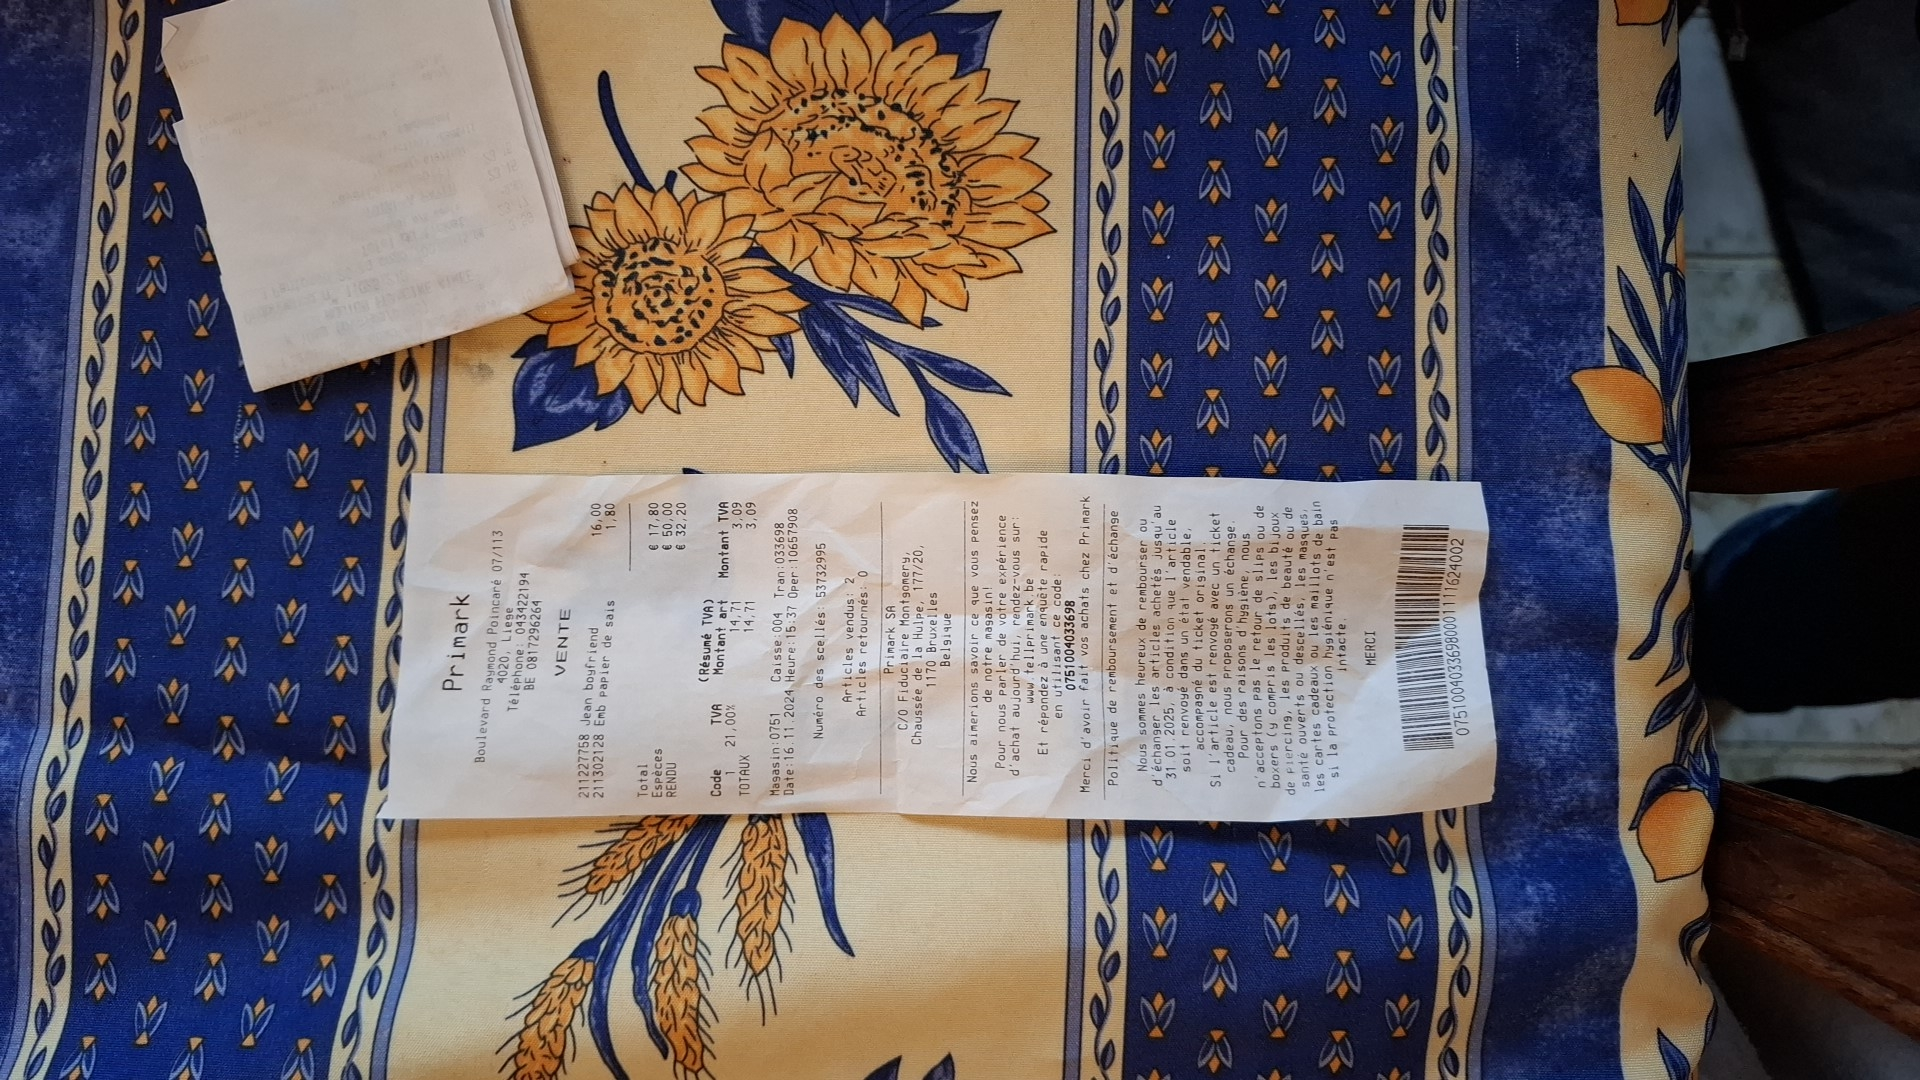 Primark
Boulevard Raymond Poincaré 07/113
4020, Liege
Téléphone: 043422194
BE 0817296264
VENTE
211227758 Jean boyfriend 16,00
211302128 Emb papier de sais 1,80
Total € 17,80
Espèces € 50,00
RENDU € 32,20
(Résumé TVA)
Code TVA Montant art Montant TVA
1 21,00% 14,71 3,09
TOTAUX 14,71 3,09
Magasin:0751 Caisse:004 Tran:033698
Date:16.11.2024 Heure:15:37 Oper:10657908
Numéro des scellés: 53732995
Articles vendus: 2
Articles retournés: 0
Primark SA
C/O Fiduciaire Montgomery,
Chaussée de la Hulpe, 177/20,
1170 Bruxelles
Belgique
Nous aimerions savoir ce que vous pensez
de notre magasin!
Pour nous parler de votre expérience
d'achat aujourd'hui, rendez-vous sur:
www.tellprimark.be
Et répondez à une enquête rapide
en utilisant ce code:
0751004033698
Merci d'avoir fait vos achats chez Primark
Politique de remboursement et d'échange
Nous sommes heureux de rembourser ou
d'échanger les articles achetés jusqu'au
31.01.2025, à condition que l'article
soit renvoyé dans un état vendable,
accompagné du ticket original.
Si l'article est renvoyé avec un ticket
cadeau, nous proposerons un échange.
Pour des raisons d'hygiène, nous
n'acceptons pas le retour de slips ou de
boxers (y compris les lots), les bijoux
de piercing, les produits de beauté ou de
santé ouverts ou descellés, les masques,
les cartes cadeaux ou les maillots de bain
si la protection hygiénique n'est pas
intacte.
MERCI